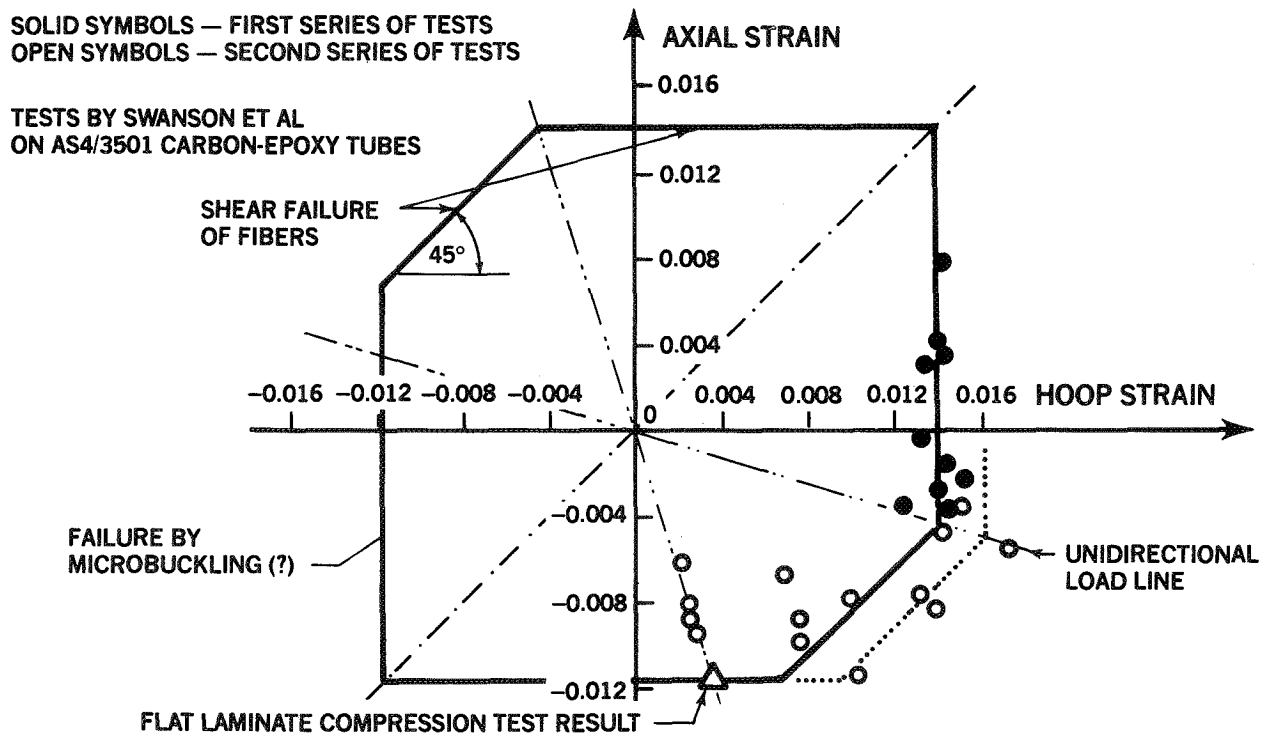 SOLID SYMBOLS — FIRST SERIES OF TESTS
OPEN SYMBOLS — SECOND SERIES OF TESTS
TESTS BY SWANSON ET AL
ON AS4/3501 CARBON-EPOXY TUBES
AXIAL STRAIN
0.016
0.012
0.008
0.004
SHEAR FAILURE
OF FIBERS
45°
−0.016 −0.012 −0.008 −0.004
0
0.004 0.008 0.012 0.016
HOOP STRAIN
−0.004
−0.008
−0.012
FAILURE BY
MICROBUCKLING (?)
UNIDIRECTIONAL
LOAD LINE
FLAT LAMINATE COMPRESSION TEST RESULT